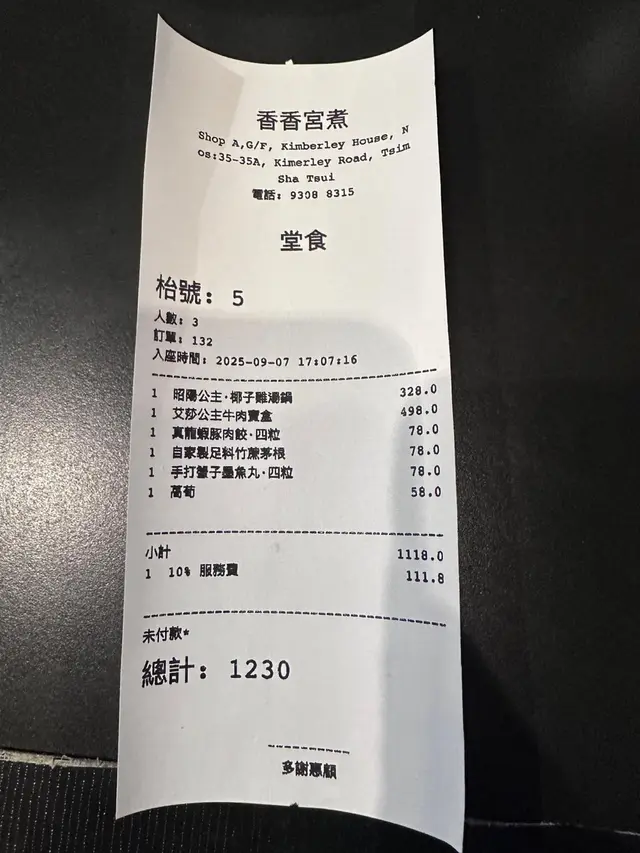 香香宮煮
Shop A,G/F, Kimberley House, N
os:35-35A, Kimerley Road, Tsim
Sha Tsui
電話: 9308 8315
堂食
枱號: 5
人數: 3
訂單: 132
入座時間: 2025-09-07 17:07:16
1 昭陽公主·椰子雞湯鍋 328.0
1 艾莎公主牛肉寶盒 498.0
1 真龍蝦豚肉餃·四粒 78.0
1 自家製足料竹蔗茅根 78.0
1 手打蟹子墨魚丸·四粒 78.0
1 萵筍 58.0
小計 1118.0
1 10% 服務費 111.8
未付款*
總計: 1230
多謝惠顧